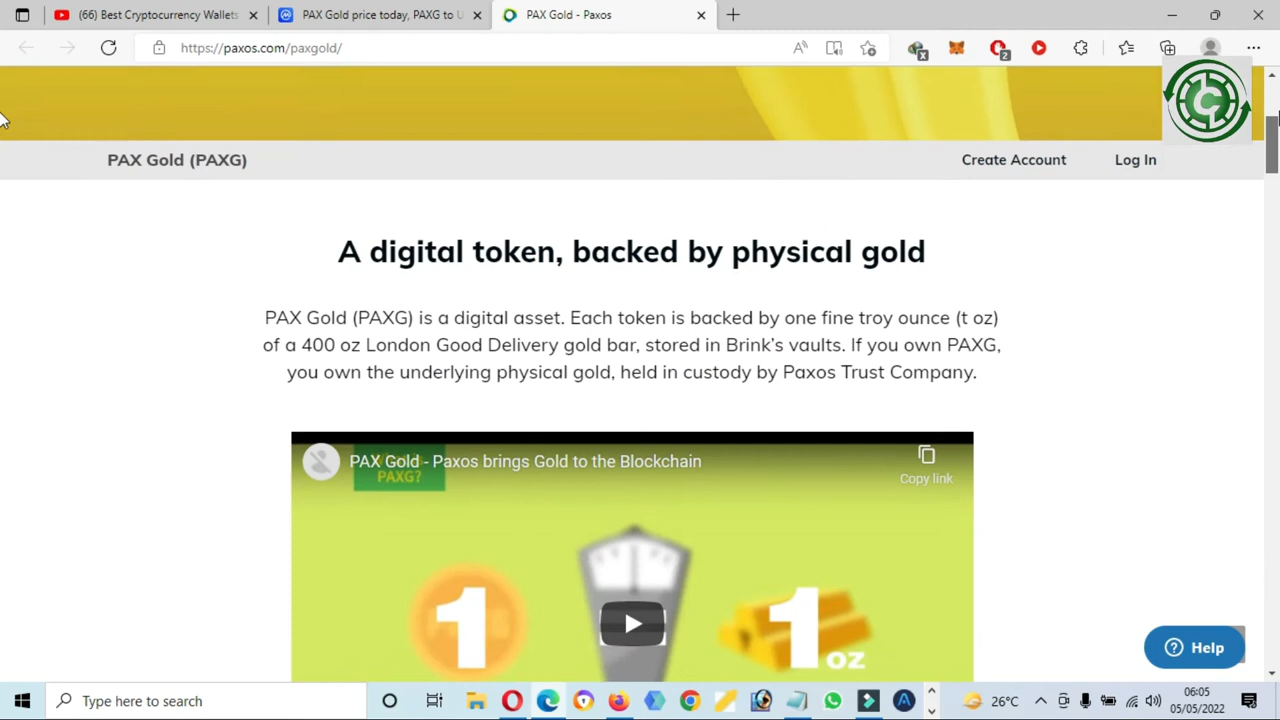 (66) Best Cryptocurrency Wallets
PAX Gold price today, PAXG to U
PAX Gold - Paxos
https://paxos.com/paxgold/
X
2
PAX Gold (PAXG)
Create Account
Log In
A digital token, backed by physical gold
PAX Gold (PAXG) is a digital asset. Each token is backed by one fine troy ounce (t oz)
of a 400 oz London Good Delivery gold bar, stored in Brink’s vaults. If you own PAXG,
you own the underlying physical gold, held in custody by Paxos Trust Company.
PAX Gold - Paxos brings Gold to the Blockchain
PAXG?
Copy link
1
1
oz
Help
Type here to search
26°C
06:05
05/05/2022